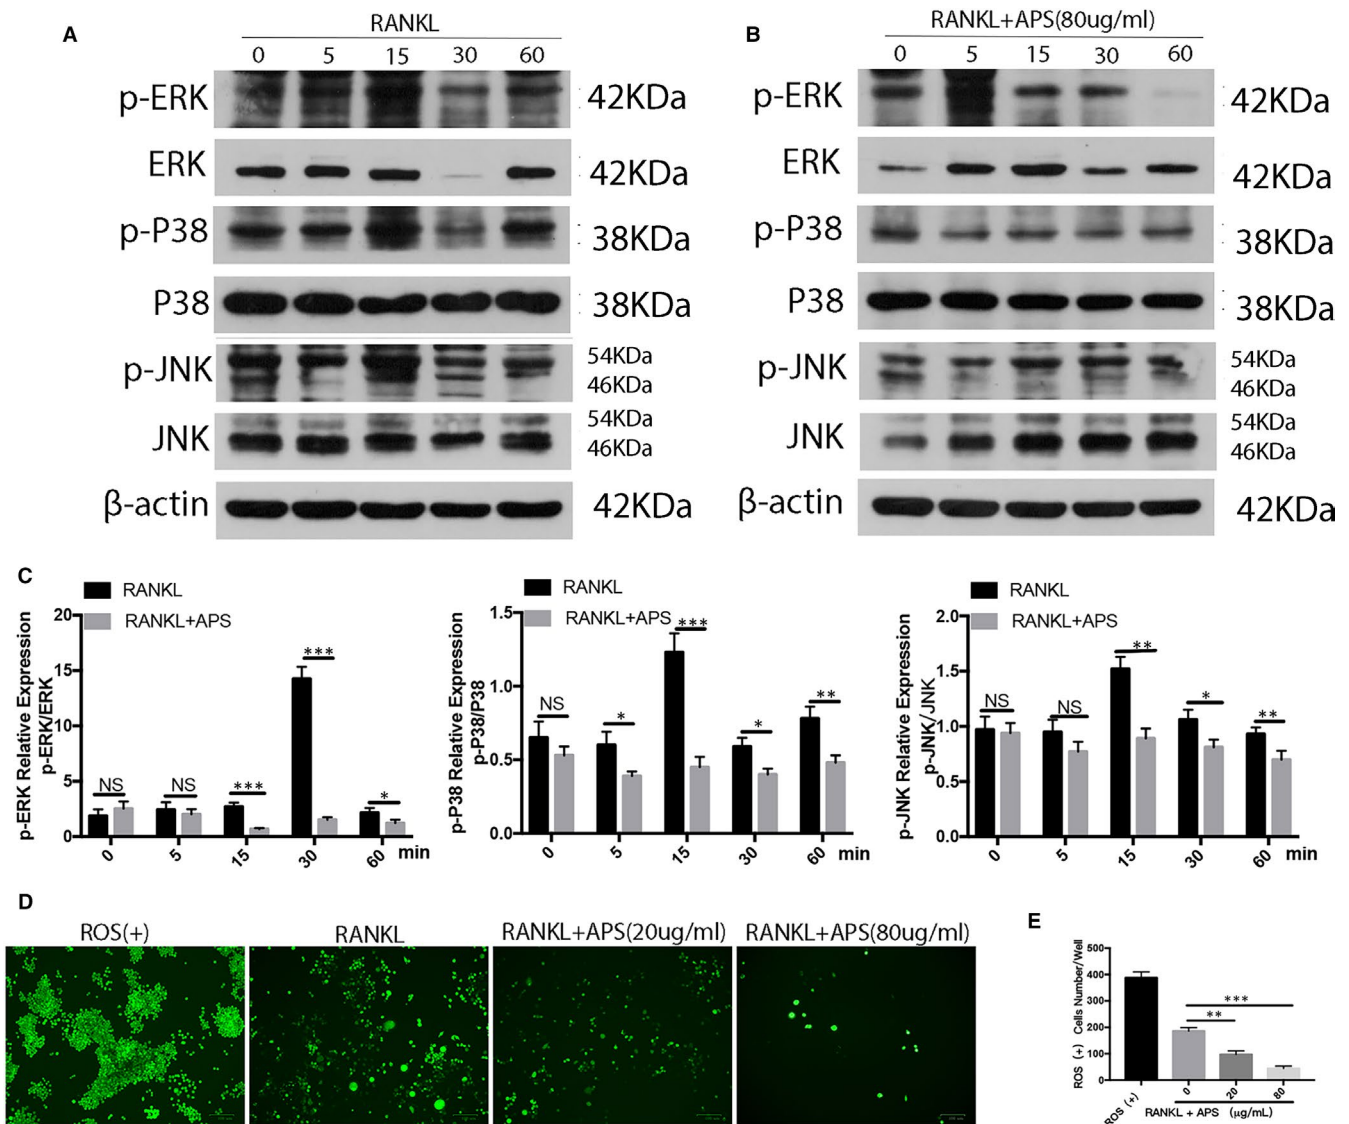 A
RANKL
0 5 15 30 60
p-ERK 42KDa
ERK 42KDa
p-P38 38KDa
P38 38KDa
p-JNK 54KDa
46KDa
JNK 54KDa
46KDa
β-actin 42KDa
B
RANKL+APS(80ug/ml)
0 5 15 30 60
p-ERK 42KDa
ERK 42KDa
p-P38 38KDa
P38 38KDa
p-JNK 54KDa
46KDa
JNK 54KDa
46KDa
β-actin 42KDa
C
RANKL
RANKL+APS
p-ERK Relative Expression
p-ERK/ERK
20
15
10
5
0
NS NS *** *** *
0 5 15 30 60 min
RANKL
RANKL+APS
p-P38 Relative Expression
p-P38/P38
1.5
1.0
0.5
0.0
NS * *** * **
0 5 15 30 60 min
RANKL
RANKL+APS
p-JNK Relative Expression
p-JNK/JNK
2.0
1.5
1.0
0.5
0.0
NS NS ** * **
0 5 15 30 60 min
D
ROS(+) RANKL RANKL+APS(20ug/ml) RANKL+APS(80ug/ml)
E
ROS (+) Cells Number/Well
500
400
300
200
100
0
***
**
ROS (+) 0 20 80
RANKL + APS (μg/mL)